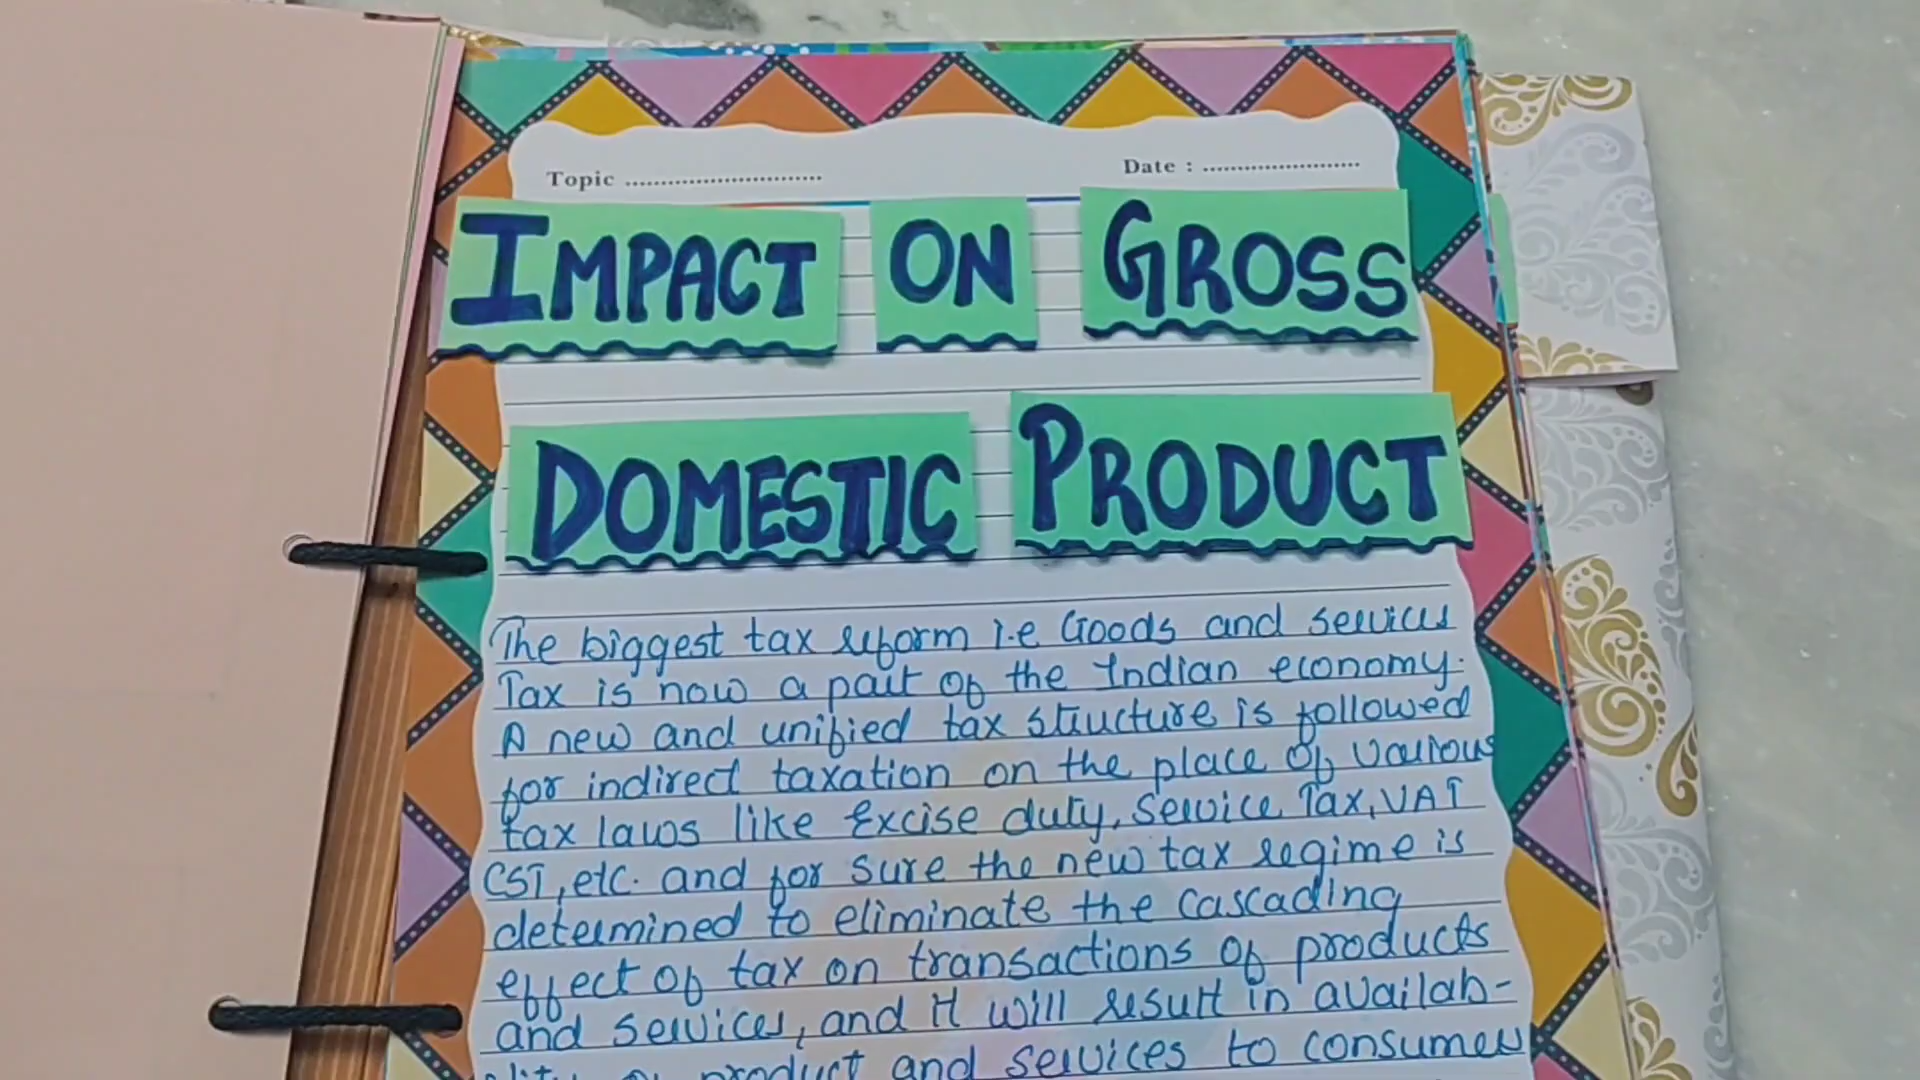 Topic ............................
Date : ......................
IMPACT ON GROSS
DOMESTIC PRODUCT
The biggest tax reform i.e Goods and services
Tax is now a part of the Indian economy.
A new and unified tax structure is followed
for indirect taxation on the place of various
tax laws like Excise duty, Service Tax, VAT
CST, etc. and for sure the new tax regime is
determined to eliminate the cascading
effect of tax on transactions of products
and services, and it will result in availab-
ility of product and services to consumer